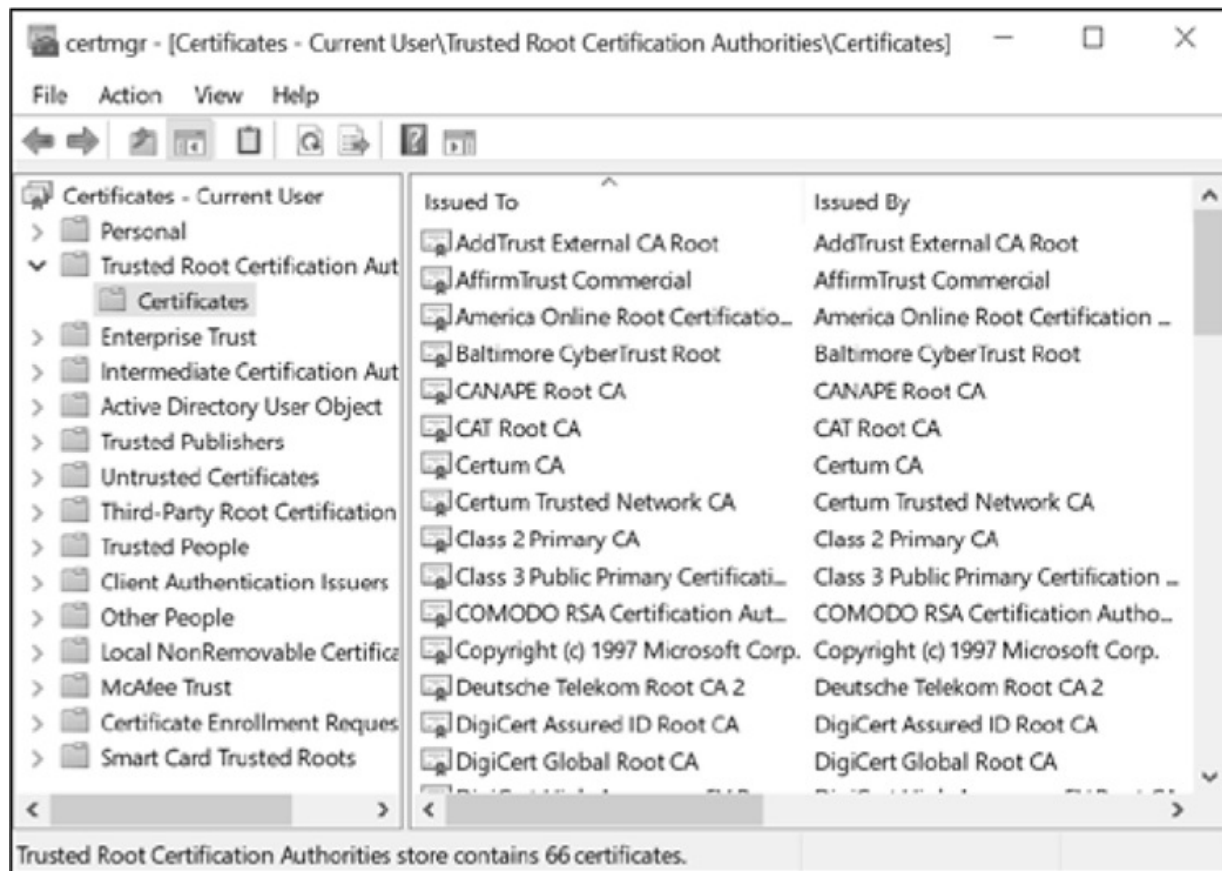 certmgr - [Certificates - Current User\Trusted Root Certification Authorities\Certificates]
File Action View Help
Certificates - Current User
Personal
Trusted Root Certification Aut
Certificates
Enterprise Trust
Intermediate Certification Aut
Active Directory User Object
Trusted Publishers
Untrusted Certificates
Third-Party Root Certification
Trusted People
Client Authentication Issuers
Other People
Local NonRemovable Certifica
McAfee Trust
Certificate Enrollment Reques
Smart Card Trusted Roots
Issued To Issued By
AddTrust External CA Root AddTrust External CA Root
AffirmTrust Commercial AffirmTrust Commercial
America Online Root Certificatio... America Online Root Certification ...
Baltimore CyberTrust Root Baltimore CyberTrust Root
CANAPE Root CA CANAPE Root CA
CAT Root CA CAT Root CA
Certum CA Certum CA
Certum Trusted Network CA Certum Trusted Network CA
Class 2 Primary CA Class 2 Primary CA
Class 3 Public Primary Certificati... Class 3 Public Primary Certification ...
COMODO RSA Certification Aut... COMODO RSA Certification Autho...
Copyright (c) 1997 Microsoft Corp. Copyright (c) 1997 Microsoft Corp.
Deutsche Telekom Root CA 2 Deutsche Telekom Root CA 2
DigiCert Assured ID Root CA DigiCert Assured ID Root CA
DigiCert Global Root CA DigiCert Global Root CA
Trusted Root Certification Authorities store contains 66 certificates.